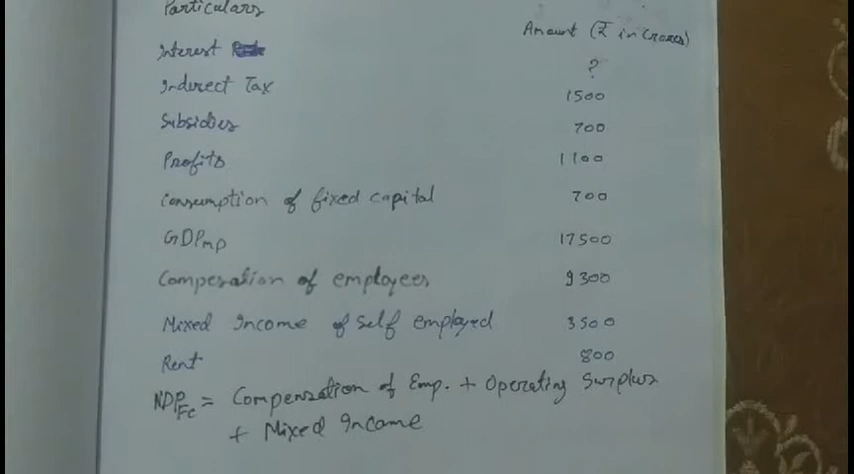 Particulars
Amount (₹ in crores)
Interest
?
Indirect Tax
1500
Subsidies
700
Profits
1100
Consumption of fixed capital
700
GDPMP
17500
Compensation of employees
9300
Mixed Income of self employed
3500
Rent
800
NDPFC = Compensation of Emp. + Operating Surplus
+ Mixed Income